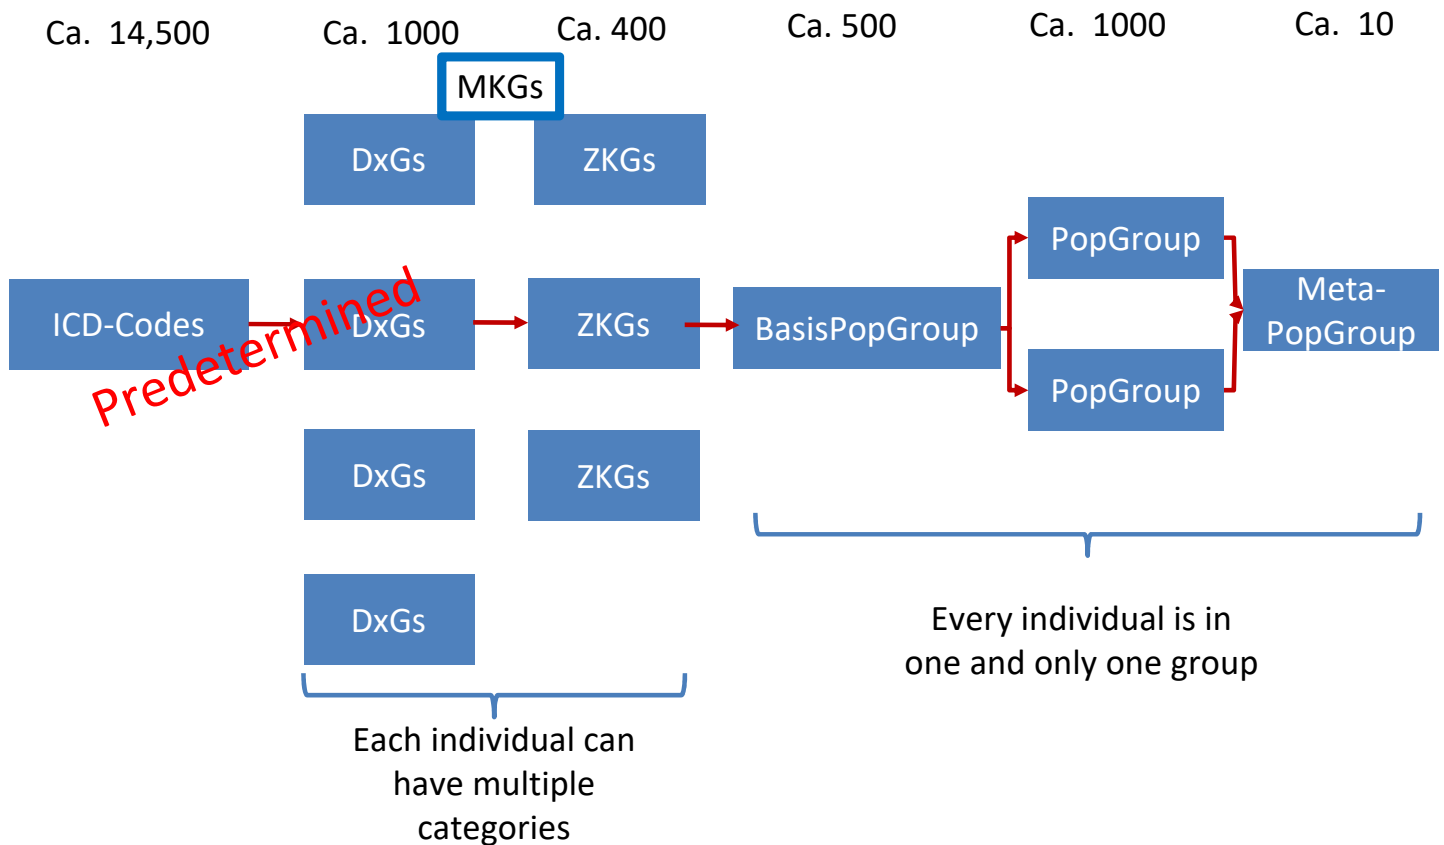 Ca. 14,500
Ca. 1000
Ca. 400
Ca. 500
Ca. 1000
Ca. 10
MKGs
DxGs
ZKGs
PopGroup
ICD-Codes
Predetermined
DxGs
ZKGs
BasisPopGroup
Meta-
PopGroup
PopGroup
DxGs
ZKGs
DxGs
Every individual is in
one and only one group
Each individual can
have multiple
categories